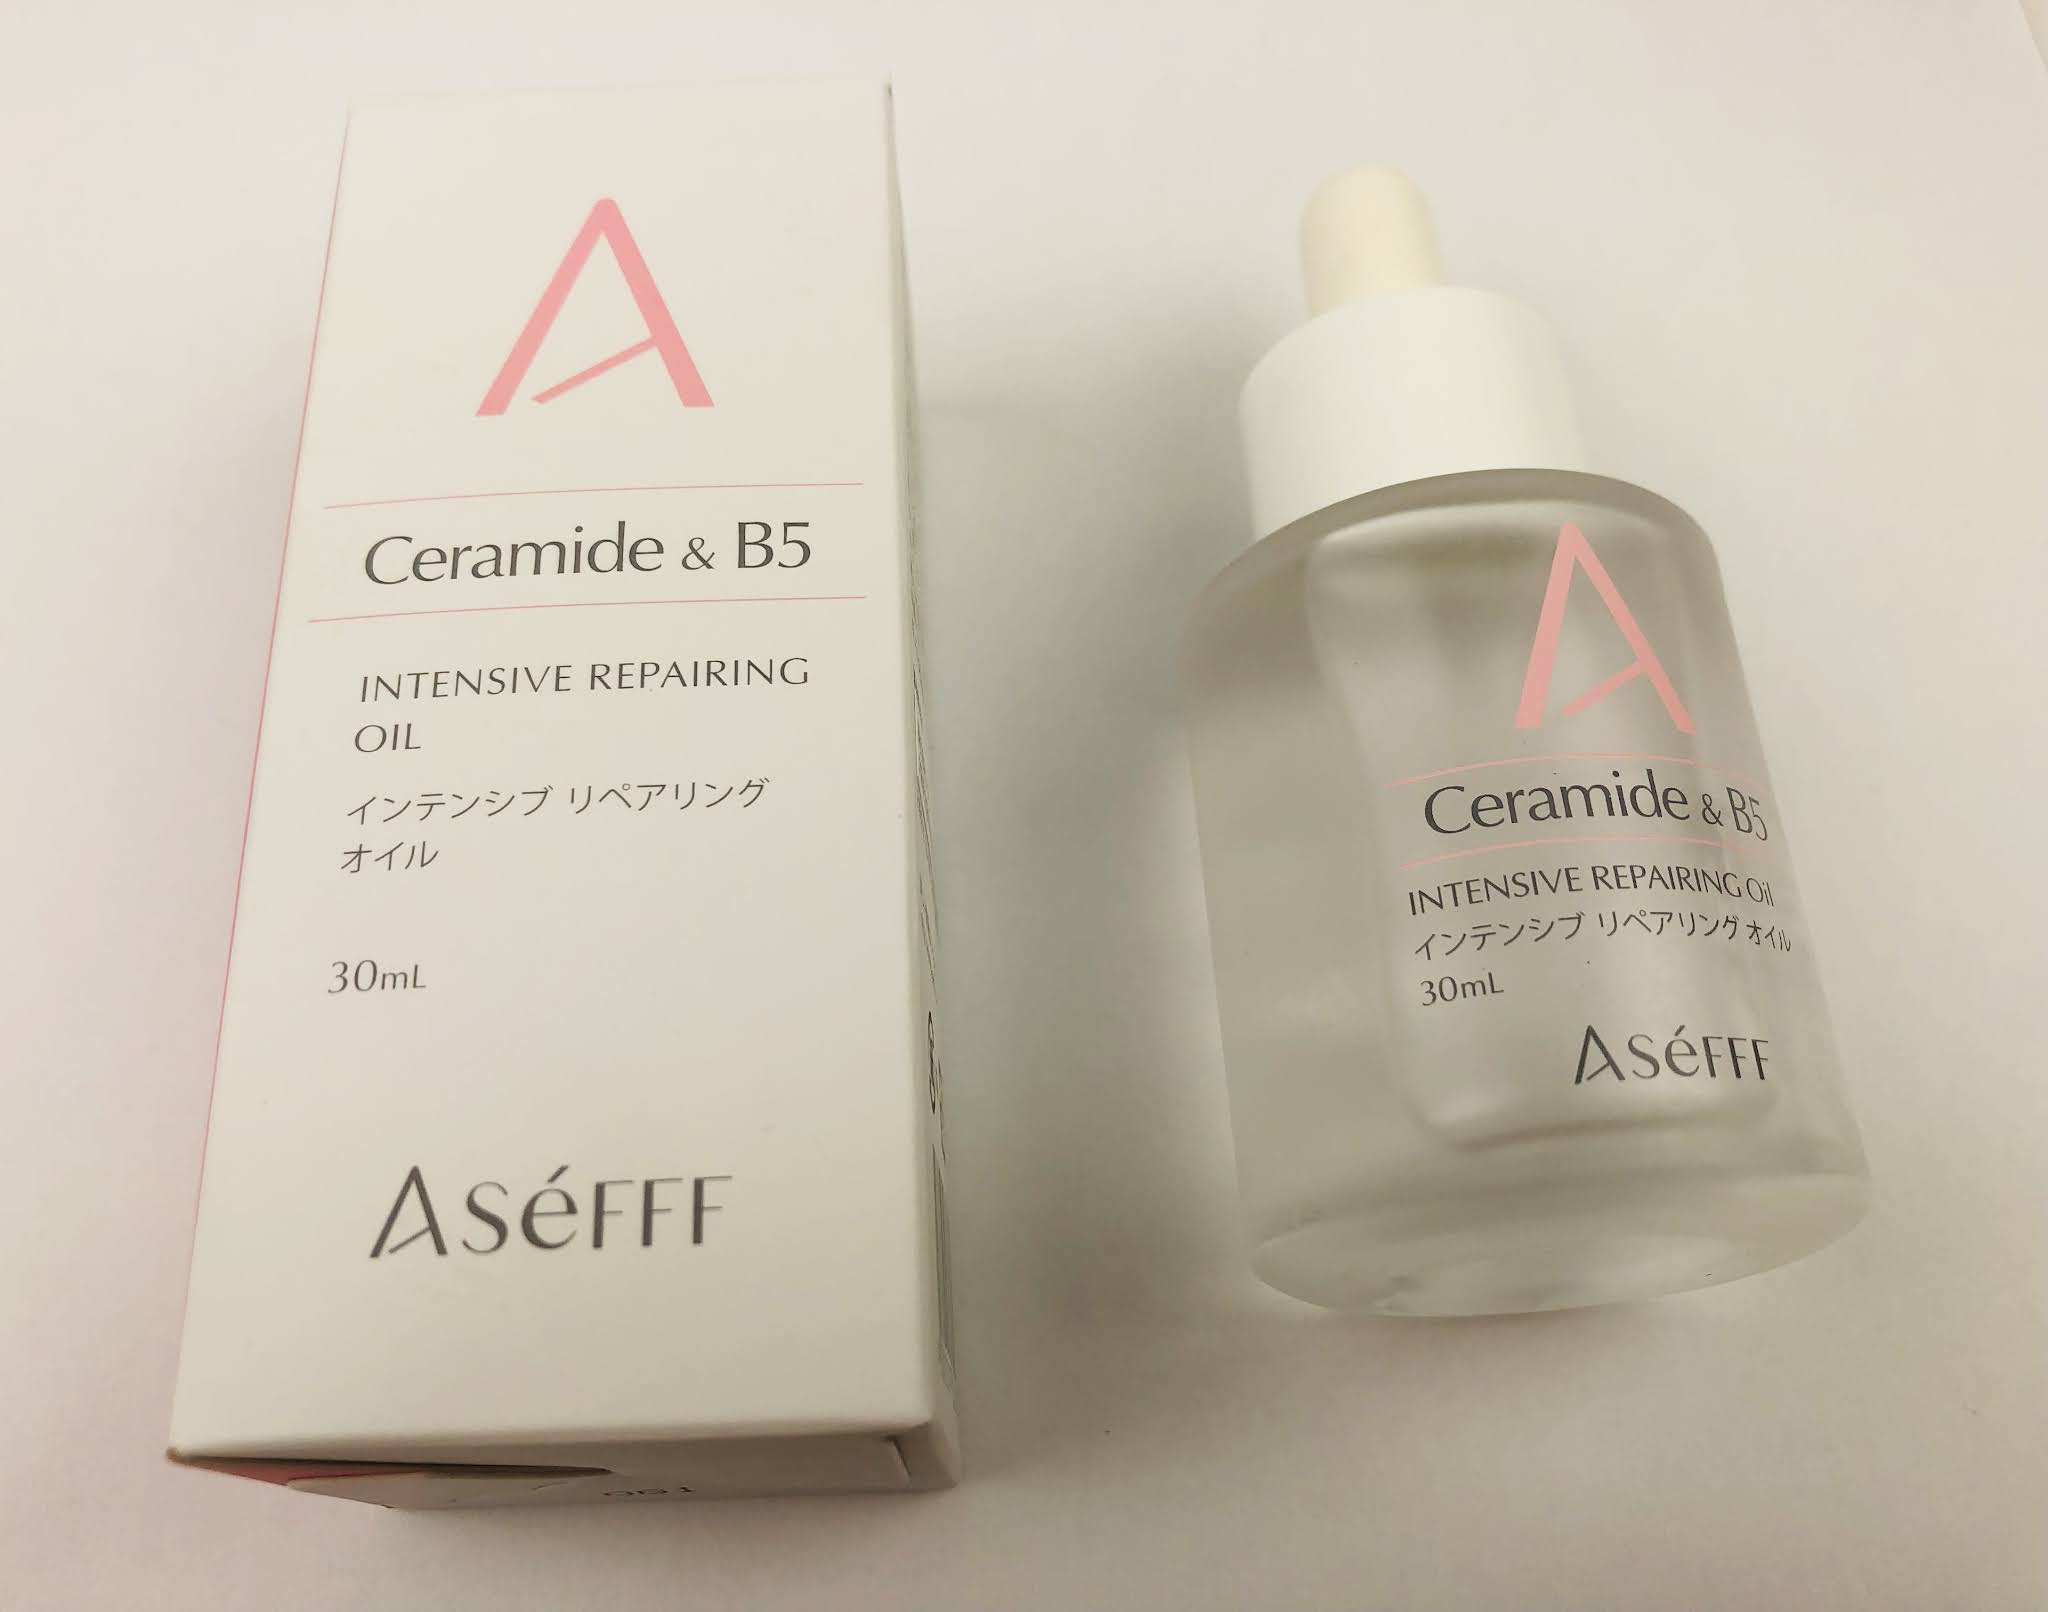 A
Ceramide & B5
INTENSIVE REPAIRING
OIL
インテンシブ リペアリング
オイル
30mL
Aséfff
A
Ceramide & B5
INTENSIVE REPAIRING Oil
インテンシブ リペアリング オイル
30mL
Aséfff